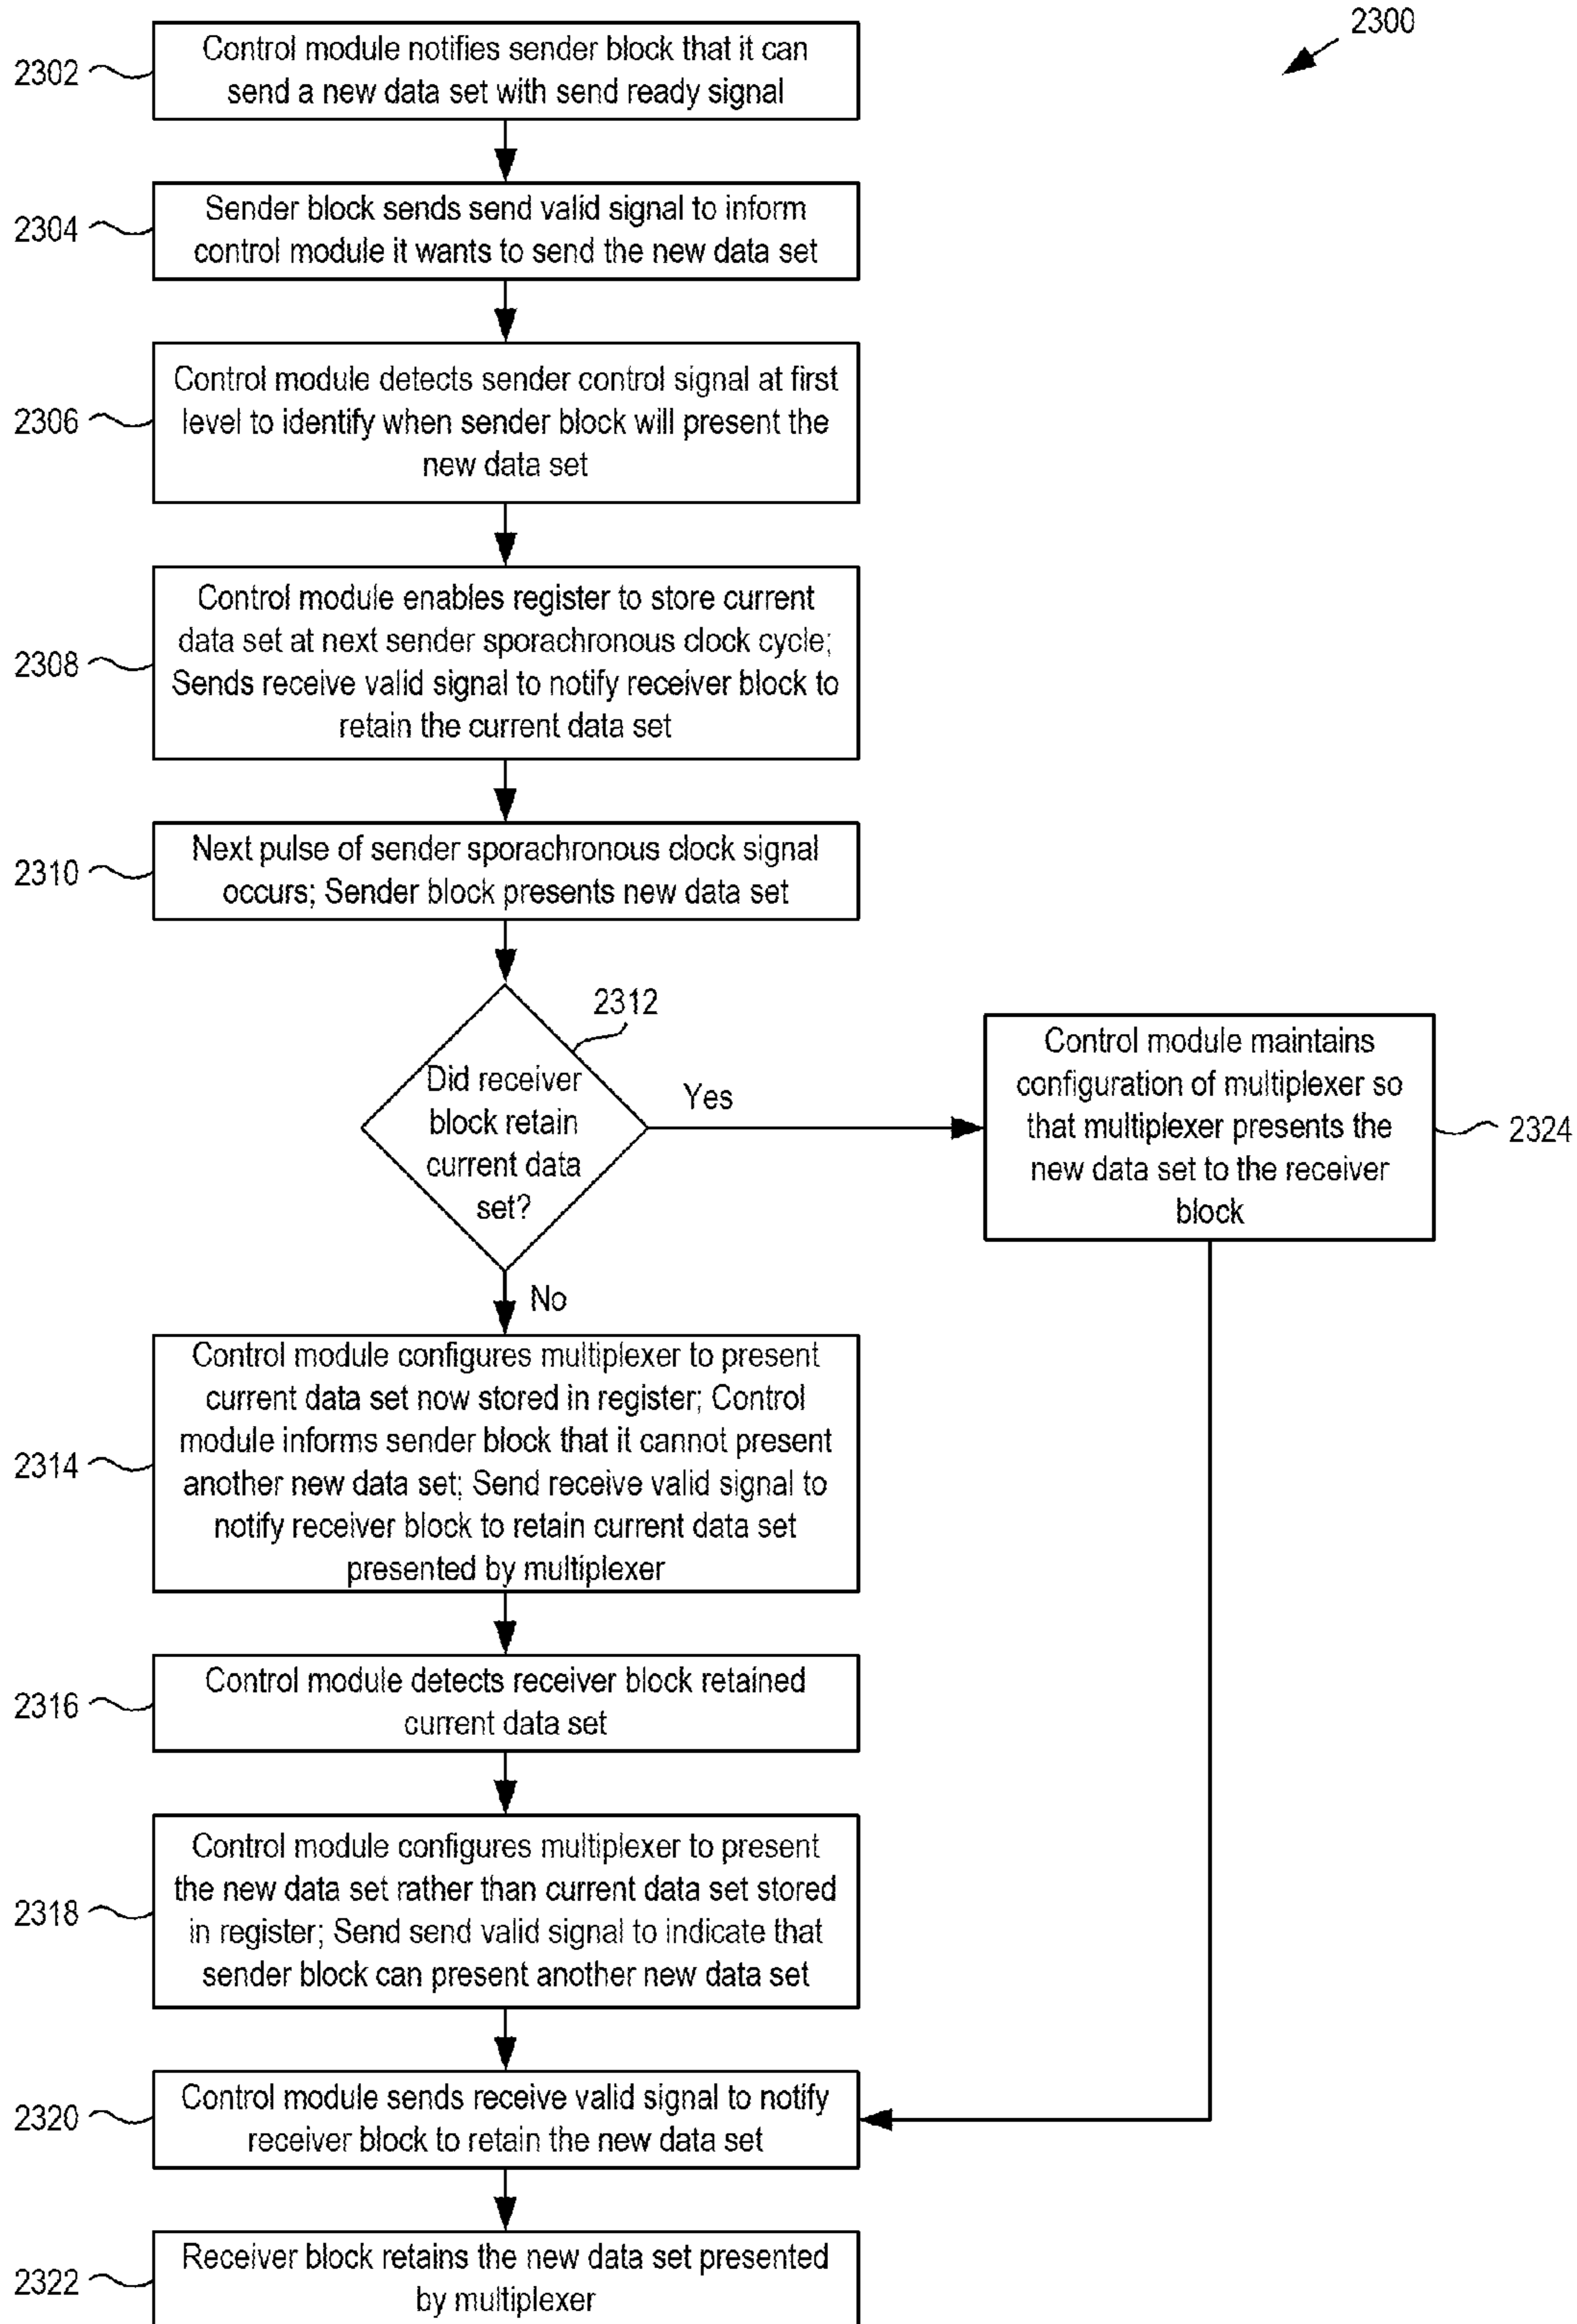 2300
2302
Control module notifies sender block that it can
send a new data set with send ready signal
2304
Sender block sends send valid signal to inform
control module it wants to send the new data set
2306
Control module detects sender control signal at first
level to identify when sender block will present the
new data set
2308
Control module enables register to store current
data set at next sender sporachronous clock cycle;
Sends receive valid signal to notify receiver block to
retain the current data set
2310
Next pulse of sender sporachronous clock signal
occurs; Sender block presents new data set
2312
Did receiver
block retain
current data
set?
Yes
Control module maintains
configuration of multiplexer so
that multiplexer presents the
new data set to the receiver
block
2324
No
2314
Control module configures multiplexer to present
current data set now stored in register; Control
module informs sender block that it cannot present
another new data set; Send receive valid signal to
notify receiver block to retain current data set
presented by multiplexer
2316
Control module detects receiver block retained
current data set
2318
Control module configures multiplexer to present
the new data set rather than current data set stored
in register; Send send valid signal to indicate that
sender block can present another new data set
2320
Control module sends receive valid signal to notify
receiver block to retain the new data set
2322
Receiver block retains the new data set presented
by multiplexer